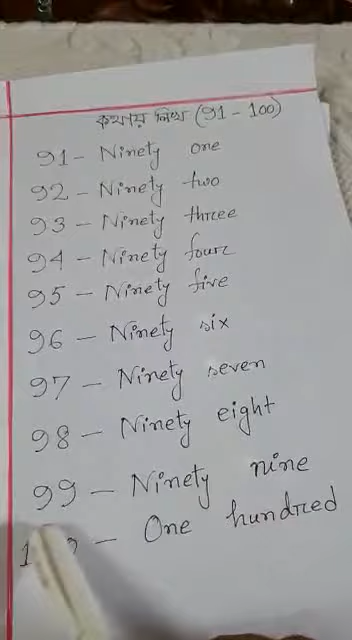 কথায় লিখ (91 - 100)
91 - Ninety one
92 - Ninety two
93 - Ninety three
94 - Ninety four
95 - Ninety five
96 - Ninety six
97 - Ninety seven
98 - Ninety eight
99 - Ninety nine
100 - One hundred